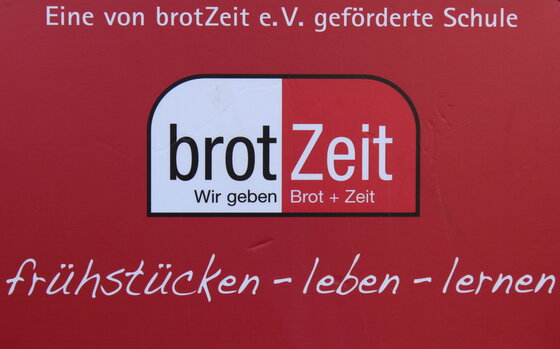 Eine von brotZeit e.V. geförderte Schule
brotZeit
Wir geben Brot + Zeit
frühstücken - leben - lernen